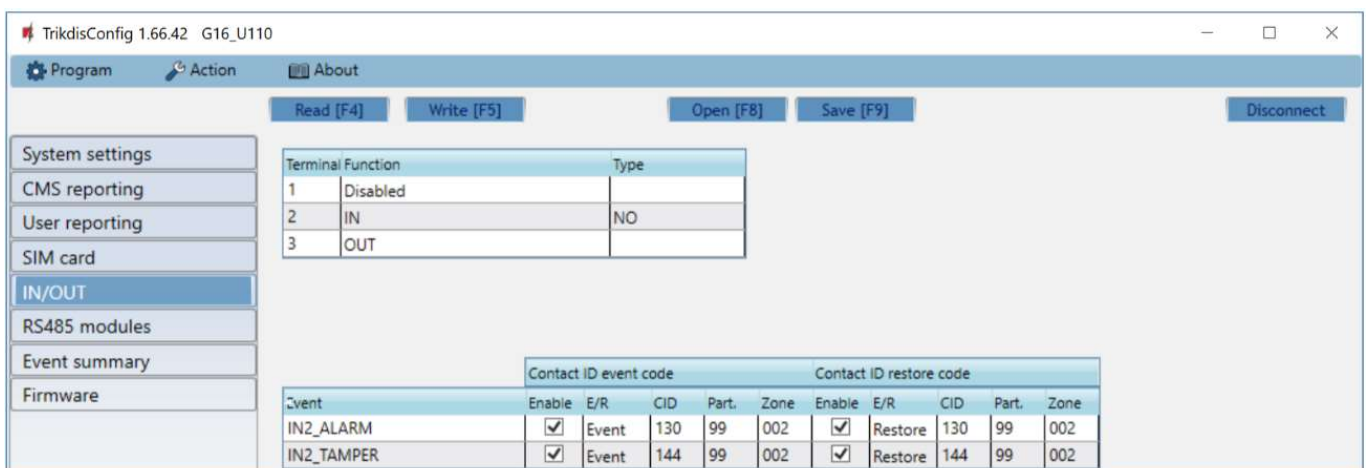 TrikdisConfig 1.66.42 G16_U110
Program Action About
Read [F4] Write [F5] Open [F8] Save [F9] Disconnect
System settings
CMS reporting
User reporting
SIM card
IN/OUT
RS485 modules
Event summary
Firmware
Terminal Function Type
1 Disabled
2 IN NO
3 OUT
Contact ID event code Contact ID restore code
Event Enable E/R CID Part. Zone Enable E/R CID Part. Zone
IN2_ALARM Event 130 99 002 Restore 130 99 002
IN2_TAMPER Event 144 99 002 Restore 144 99 002